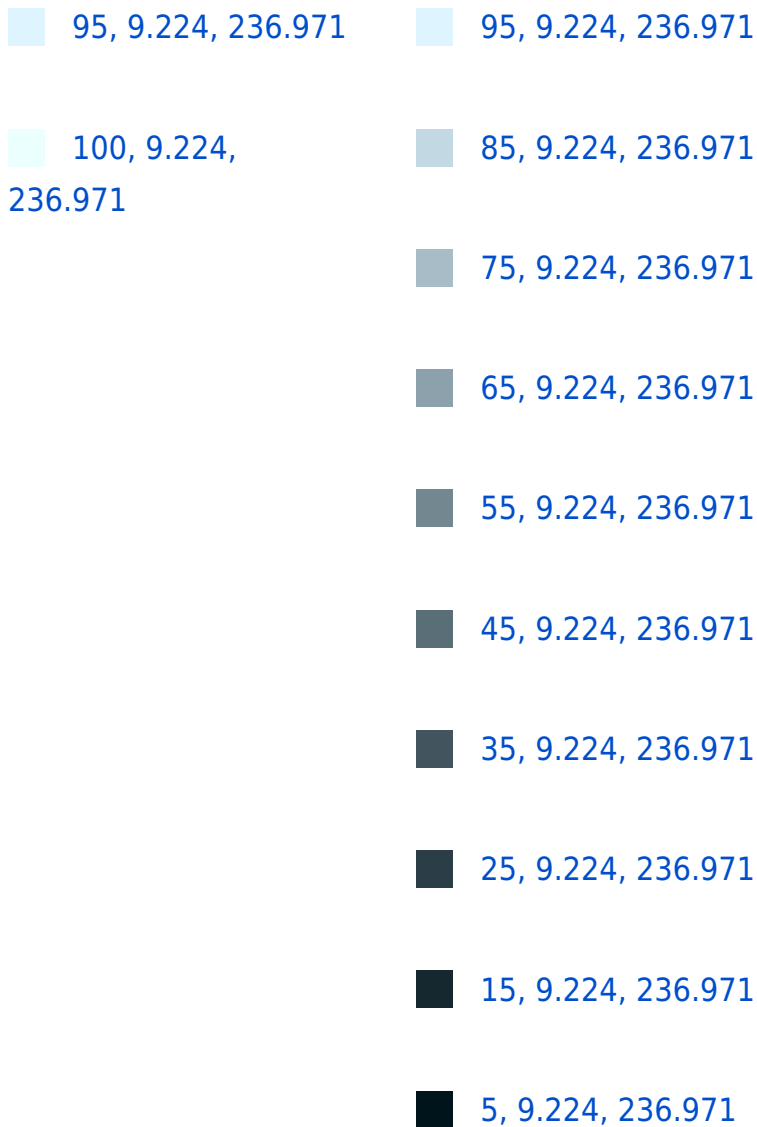 95, 9.224, 236.971
100, 9.224,
236.971
95, 9.224, 236.971
85, 9.224, 236.971
75, 9.224, 236.971
65, 9.224, 236.971
55, 9.224, 236.971
45, 9.224, 236.971
35, 9.224, 236.971
25, 9.224, 236.971
15, 9.224, 236.971
5, 9.224, 236.971